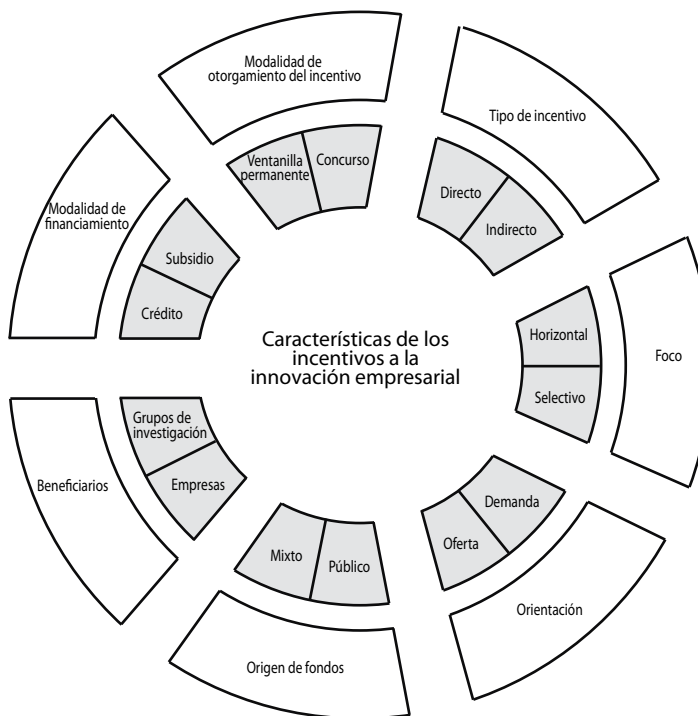 Modalidad de
otorgamiento del incentivo
Ventanilla
permanente
Concurso
Tipo de incentivo
Directo
Indirecto
Foco
Horizontal
Selectivo
Orientación
Demanda
Oferta
Origen de fondos
Público
Mixto
Beneficiarios
Empresas
Grupos de
investigación
Modalidad de
financiamiento
Crédito
Subsidio
Características de los
incentivos a la
innovación empresarial